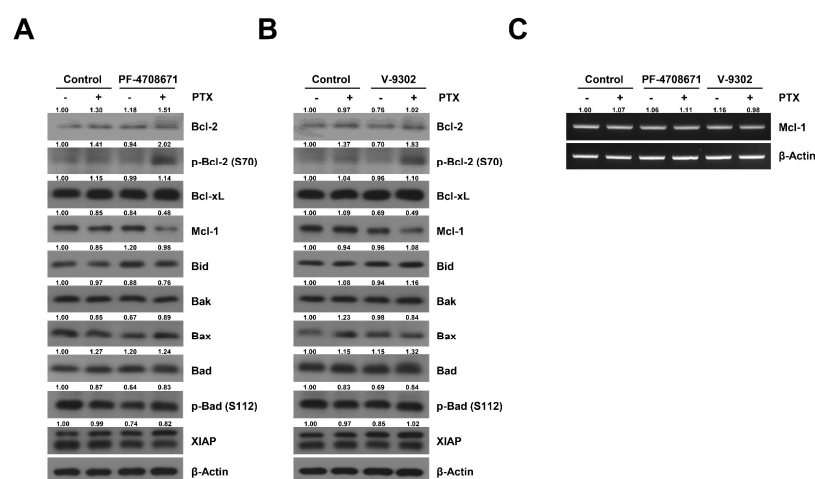 A
Control PF-4708671
- + - + PTX
1.00 1.30 1.18 1.51
Bcl-2
1.00 1.41 0.94 2.02
p-Bcl-2 (S70)
1.00 1.15 0.99 1.14
Bcl-xL
1.00 0.85 0.84 0.48
Mcl-1
1.00 0.85 1.20 0.98
Bid
1.00 0.97 0.88 0.76
Bak
1.00 0.85 0.67 0.89
Bax
1.00 1.27 1.20 1.24
Bad
1.00 0.87 0.64 0.83
p-Bad (S112)
1.00 0.99 0.74 0.82
XIAP
β-Actin
B
Control V-9302
- + - + PTX
1.00 0.97 0.76 1.02
Bcl-2
1.00 1.37 0.70 1.83
p-Bcl-2 (S70)
1.00 1.04 0.96 1.10
Bcl-xL
1.00 1.09 0.69 0.49
Mcl-1
1.00 0.94 0.96 1.08
Bid
1.00 1.08 0.94 1.16
Bak
1.00 1.23 0.98 0.84
Bax
1.00 1.15 1.15 1.32
Bad
1.00 0.83 0.69 0.84
p-Bad (S112)
1.00 0.97 0.85 1.02
XIAP
β-Actin
C
Control PF-4708671 V-9302
- + - + - + PTX
1.00 1.07 1.06 1.11 1.16 0.98
Mcl-1
β-Actin